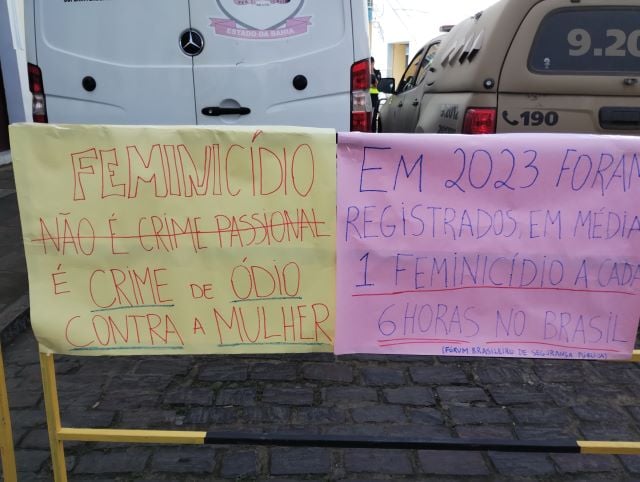 ESTADO DA BAHIA
9.20
190
FEMINICÍDIO
NÃO É CRIME PASSIONAL
É CRIME DE ÓDIO
CONTRA A MULHER
EM 2023 FORAM
REGISTRADOS, EM MÉDIA
1 FEMINICÍDIO A CADA
6 HORAS NO BRASIL
(FÓRUM BRASILEIRO DE SEGURANÇA PÚBLICA)